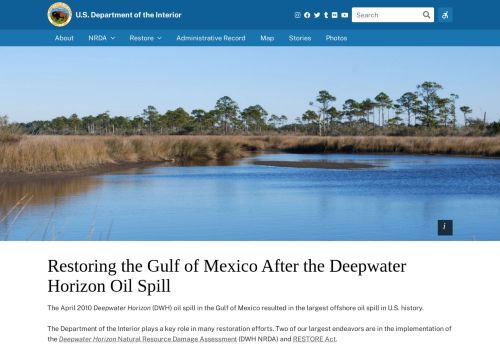 U.S. Department of the Interior
Search
About NRDA Restore Administrative Record Map Stories Photos
i
Restoring the Gulf of Mexico After the Deepwater
Horizon Oil Spill
The April 2010 Deepwater Horizon (DWH) oil spill in the Gulf of Mexico resulted in the largest offshore oil spill in U.S. history.
The Department of the Interior plays a key role in many restoration efforts. Two of our largest endeavors are in the implementation of
the Deepwater Horizon Natural Resource Damage Assessment (DWH NRDA) and RESTORE Act.